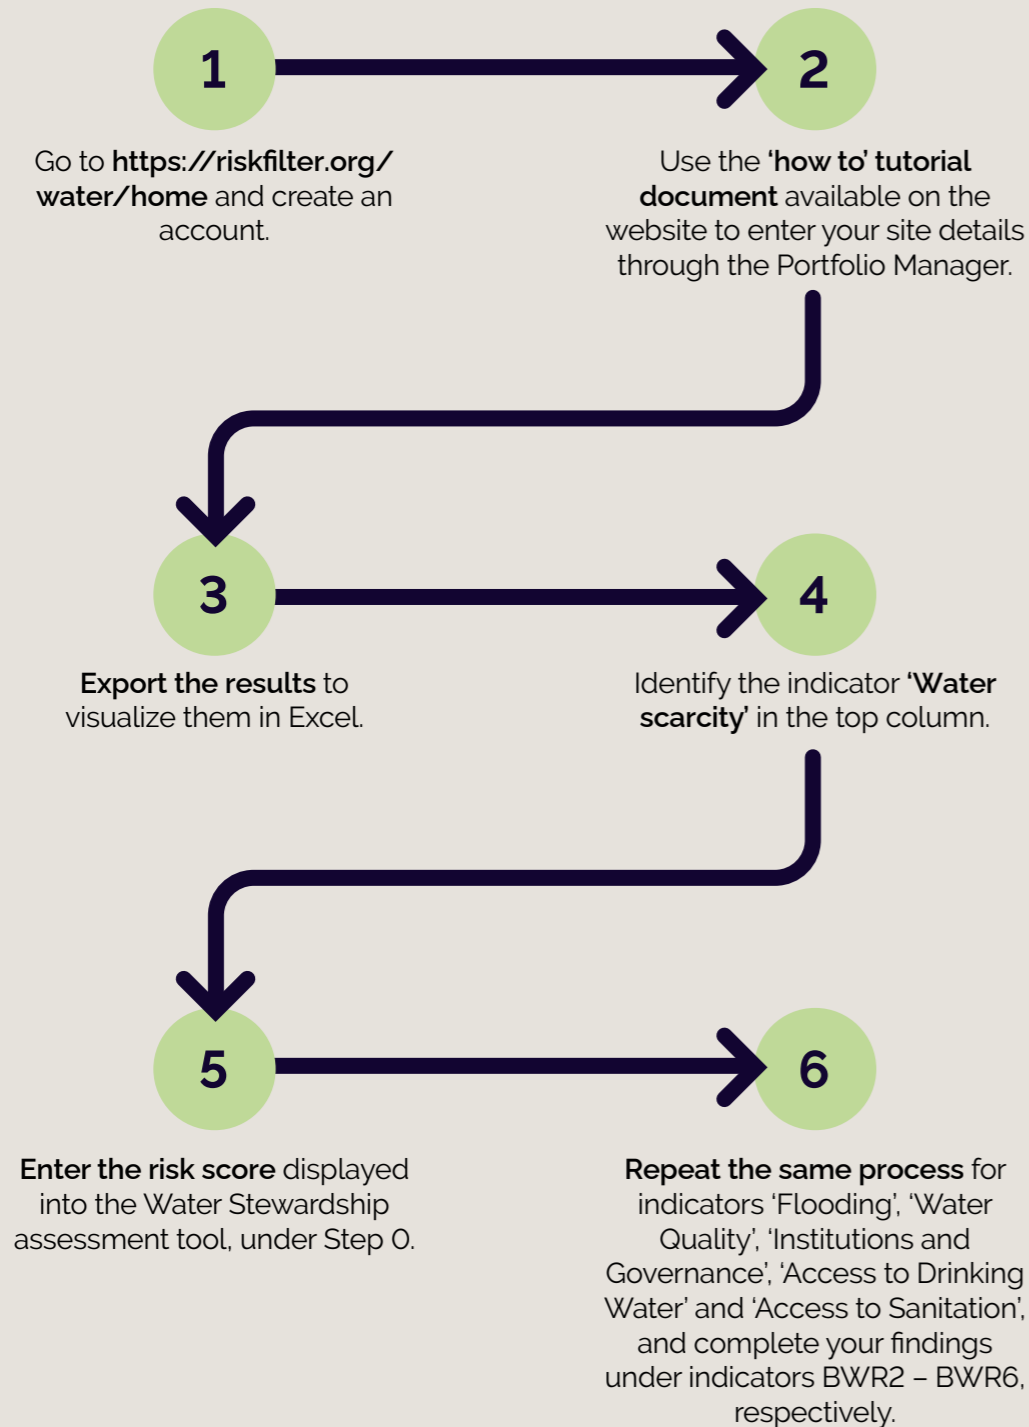 1
Go to https://riskfilter.org/
water/home and create an
account.
2
Use the ‘how to’ tutorial
document available on the
website to enter your site details
through the Portfolio Manager.
3
Export the results to
visualize them in Excel.
4
Identify the indicator ‘Water
scarcity’ in the top column.
5
Enter the risk score displayed
into the Water Stewardship
assessment tool, under Step 0.
6
Repeat the same process for
indicators ‘Flooding’, ‘Water
Quality’, ‘Institutions and
Governance’, ‘Access to Drinking
Water’ and ‘Access to Sanitation’,
and complete your findings
under indicators BWR2 – BWR6,
respectively.